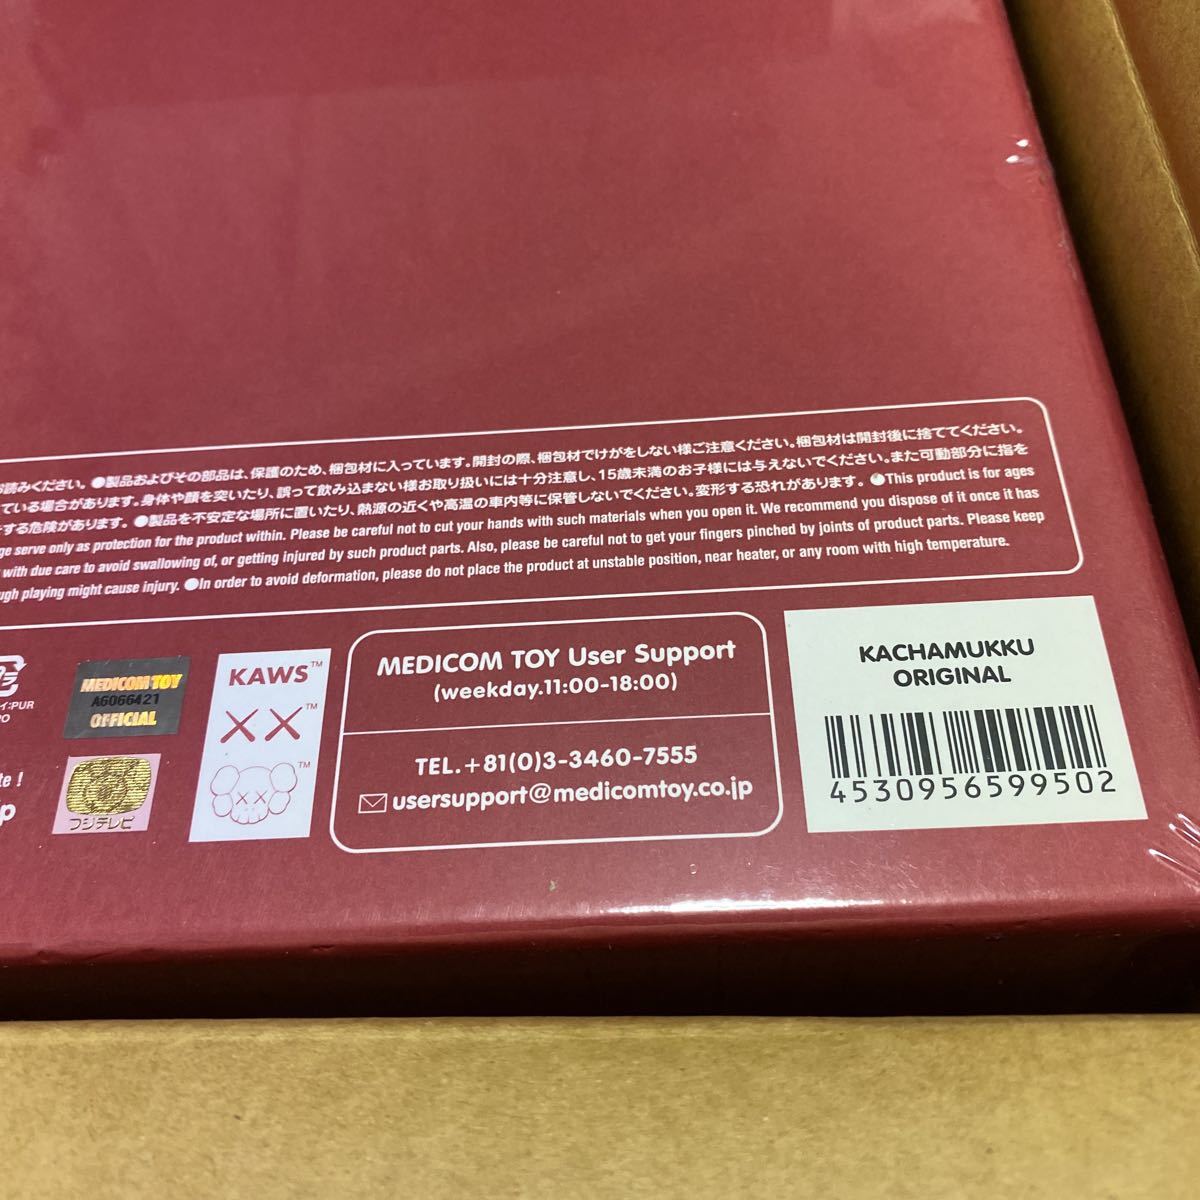 お読みください。●製品およびその部品は、保護のため、梱包材に入っています。開封の際、梱包材でけがをしない様ご注意ください。梱包材は開封後に捨ててください。
ている場合があります。身体や顔を突いたり、誤って飲み込まない様お取り扱いには十分注意し、15歳未満のお子様には与えないでください。また可動部分に指を
する危険があります。●製品を不安定な場所に置いたり、熱源の近くや高温の車内等に保管しないでください。変形する恐れがあります。●This product is for ages
ge serve only as protection for the product within. Please be careful not to cut your hands with such materials when you open it. We recommend you dispose of it once it has
with due care to avoid swallowing of, or getting injured by such product parts. Also, please be careful not to get your fingers pinched by joints of product parts. Please keep
ugh playing might cause injury. ●In order to avoid deformation, please do not place the product at unstable position, near heater, or any room with high temperature.
イ:PUR
RO
te !
jp
MEDICOM TOY
A6066421
OFFICIAL
フジテレビ
KAWS™
XX™
™
MEDICOM TOY User Support
(weekday.11:00-18:00)
TEL.+81(0)3-3460-7555
usersupport@medicomtoy.co.jp
KACHAMUKKU
ORIGINAL
4530956599502